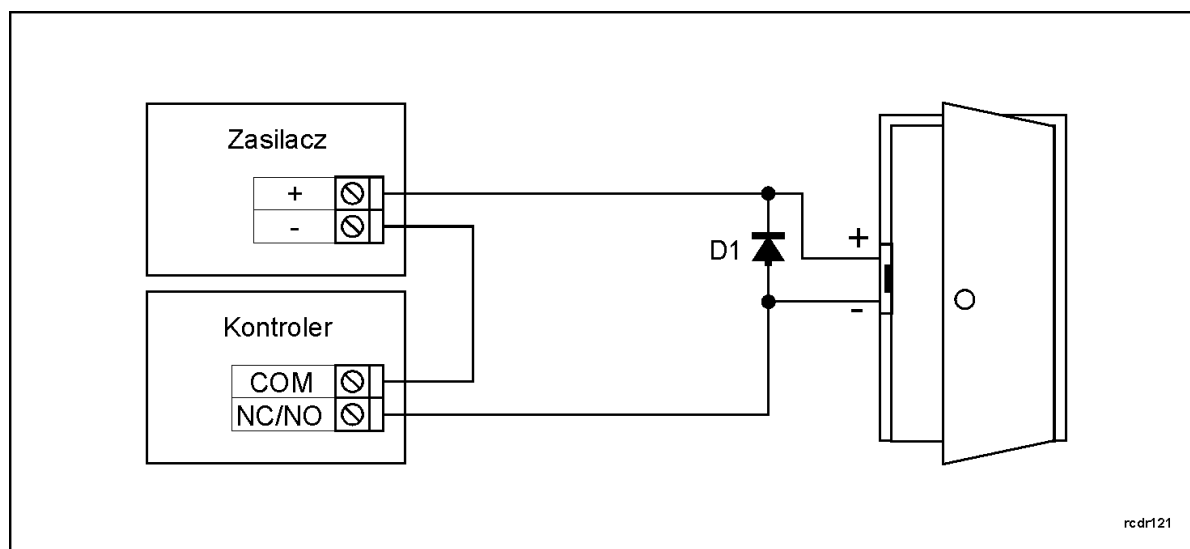 Zasilacz
+
-
D1
+
-
Kontroler
COM
NC/NO
rcdr121